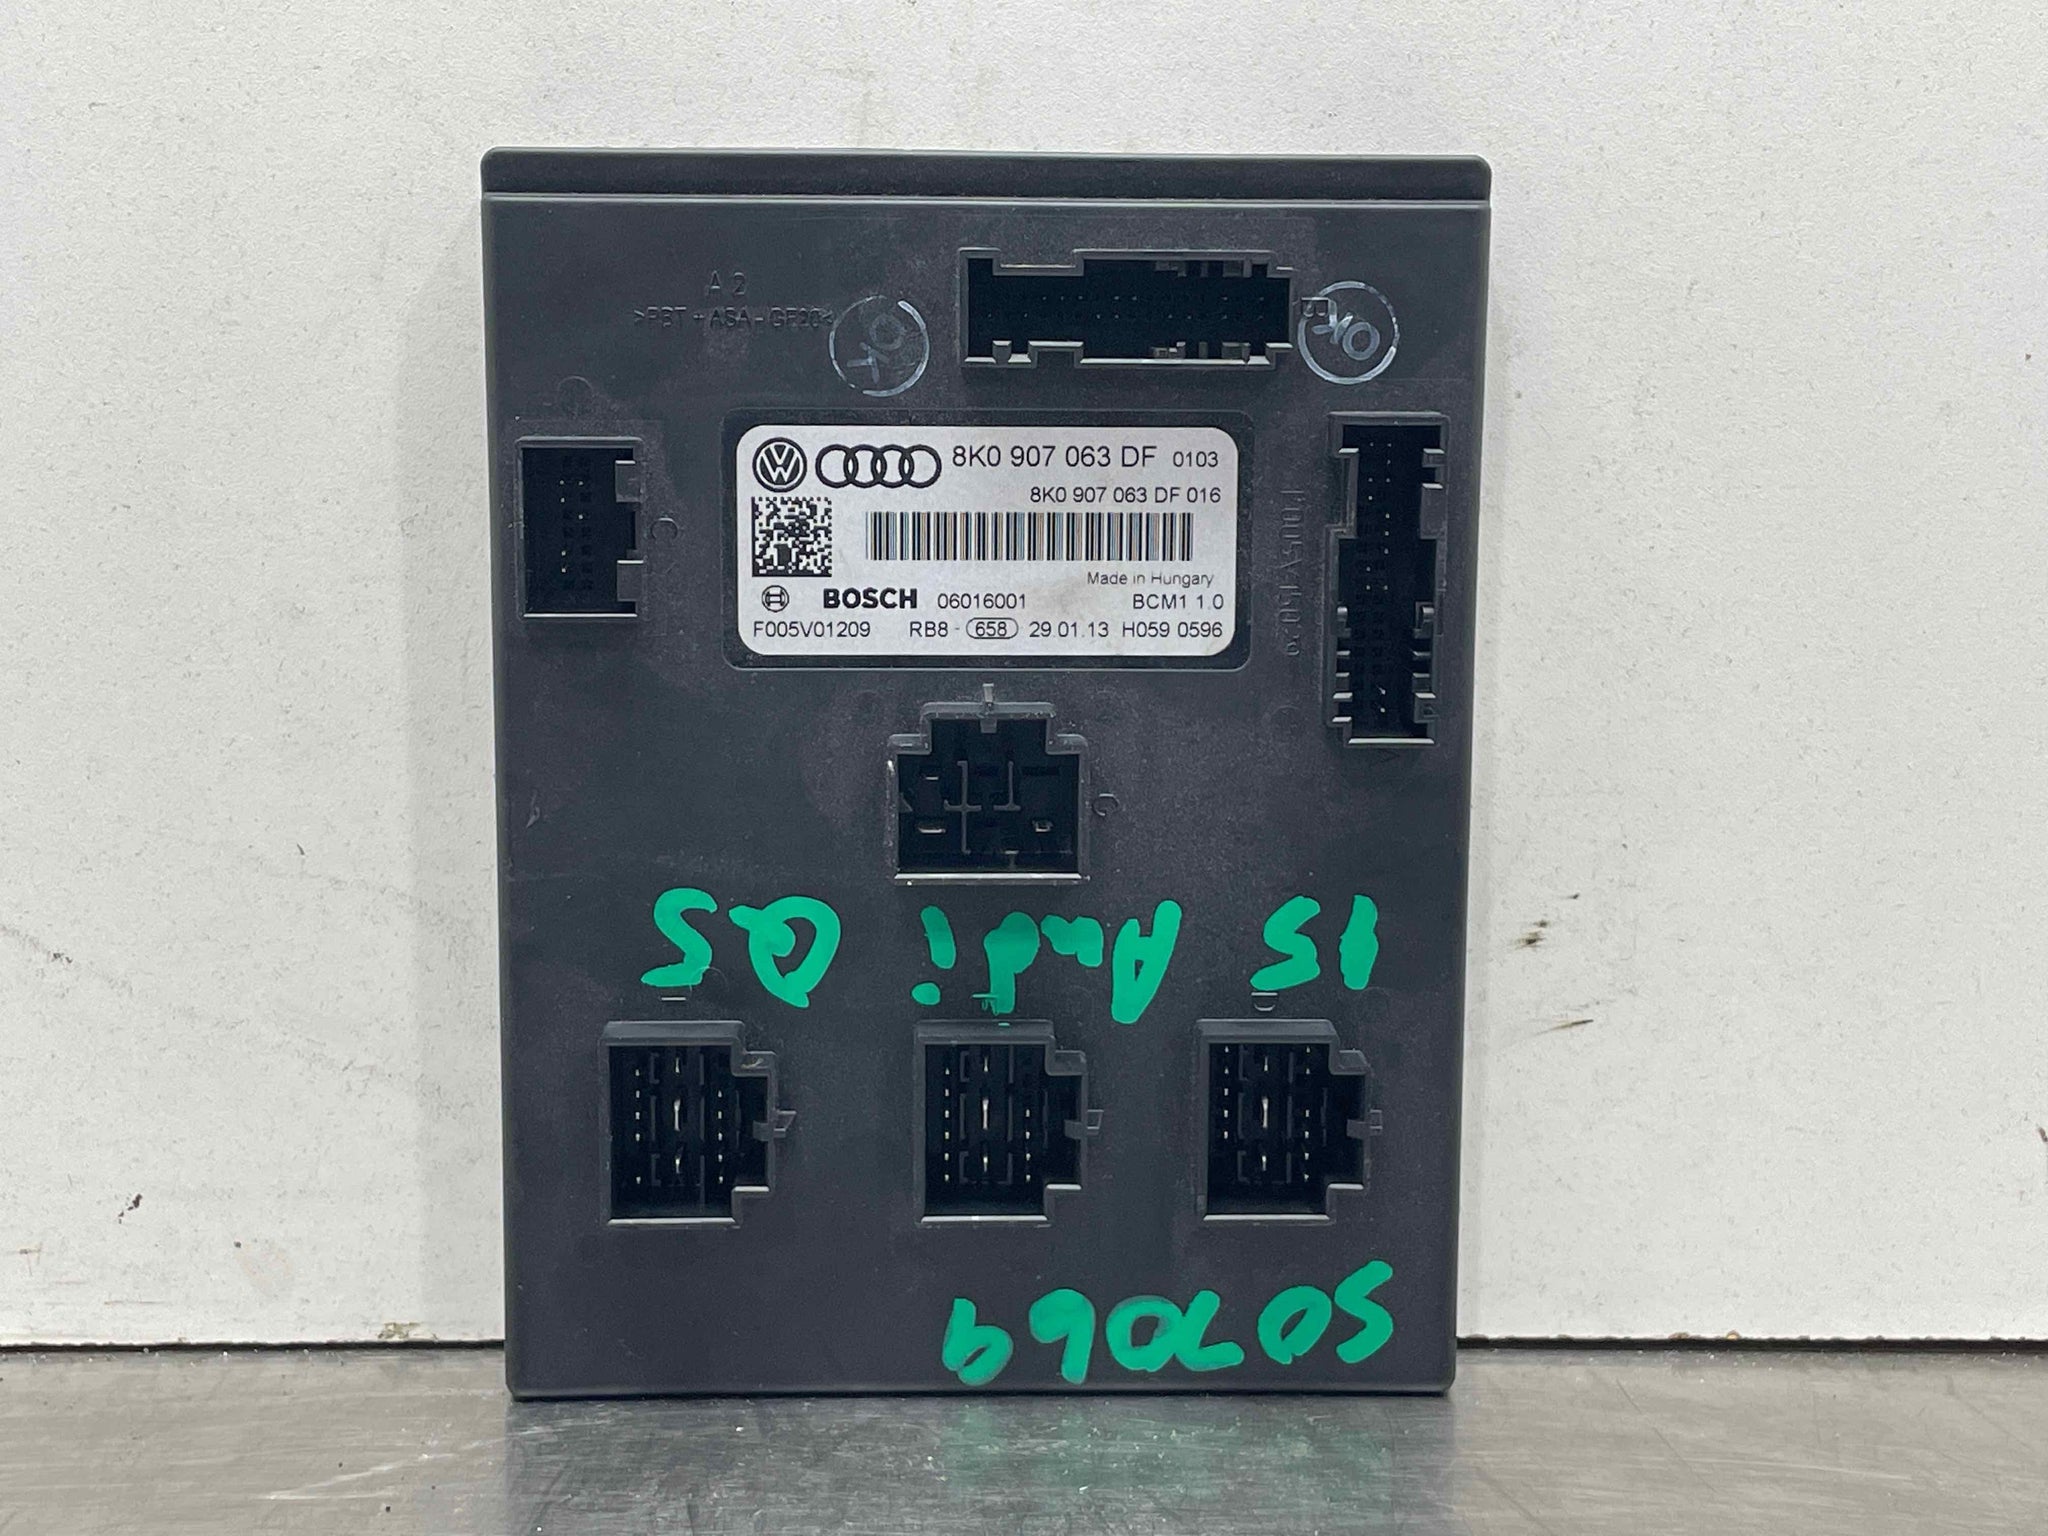 A 2
>PBT+ASA-GF20<
OK
B
OK
C
8K0 907 063 DF 0103
8K0 907 063 DF 016
Made in Hungary
BOSCH 06016001 BCM1 1.0
F005V01209 RB8 - 658 29.01.13 H059 0596
A
G
15 Audi Q5
D
S07069